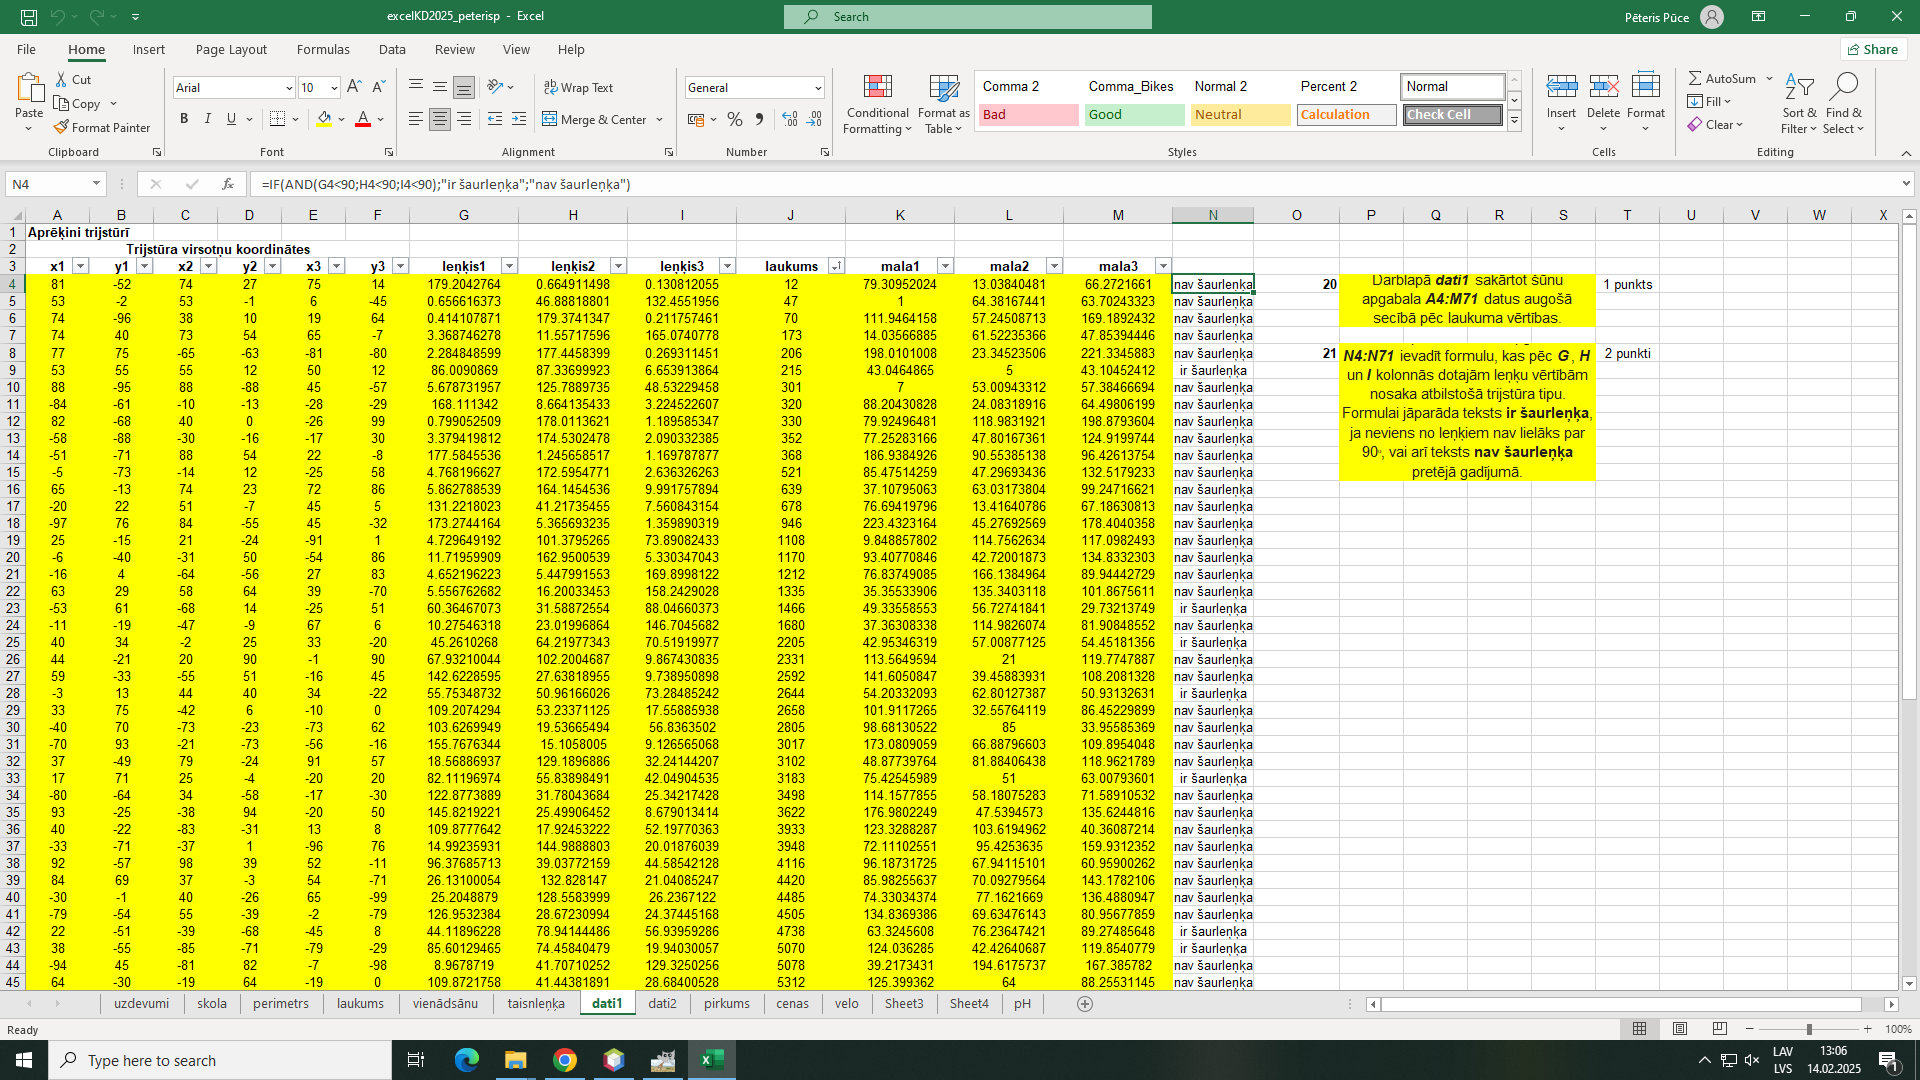 excelKD2025_peterisp - Excel
Search
Pēteris Pūce
File Home Insert Page Layout Formulas Data Review View Help
Share
Paste
Cut
Copy
Format Painter
Clipboard
Arial 10
B I U
Font
Wrap Text
Merge & Center
Alignment
General
Number
Conditional Formatting
Format as Table
Comma 2 Comma_Bikes Normal 2 Percent 2 Normal
Bad Good Neutral Calculation Check Cell
Styles
Insert Delete Format
Cells
AutoSum
Fill
Clear
Sort & Filter
Find & Select
Editing
N4
fx =IF(AND(G4<90;H4<90;I4<90);"ir šaurleņķa";"nav šaurleņķa")
A B C D E F G H I J K L M N O P Q R S T U V W X
1 Aprēķini trijstūrī
2 Trijstūra virsotņu koordinātes
3 x1 y1 x2 y2 x3 y3 leņķis1 leņķis2 leņķis3 laukums mala1 mala2 mala3
4 81 -52 74 27 75 14 179.2042764 0.664911498 0.130812055 12 79.30952024 13.03840481 66.2721661 nav šaurleņķa
5 53 -2 53 -1 6 -45 0.656616373 46.88818801 132.4551956 47 1 64.38167441 63.70243323 nav šaurleņķa
6 74 -96 38 10 19 64 0.414107871 179.3741347 0.211757461 70 111.9464158 57.24508713 169.1892432 nav šaurleņķa
7 74 40 73 54 65 -7 3.368746278 11.55717596 165.0740778 173 14.03566885 61.52235366 47.85394446 nav šaurleņķa
8 77 75 -65 -63 -81 -80 2.284848599 177.4458399 0.269311451 206 198.0101008 23.34523506 221.3345883 nav šaurleņķa
9 53 55 55 12 50 12 86.0090869 87.33699923 6.653913864 215 43.0464865 5 43.10452412 ir šaurleņķa
10 88 -95 88 -88 45 -57 5.678731957 125.7889735 48.53229458 301 7 53.00943312 57.38466694 nav šaurleņķa
11 -84 -61 -10 -13 -28 -29 168.111342 8.664135433 3.224522607 320 88.20430828 24.08318916 64.49806199 nav šaurleņķa
12 82 -68 40 0 -26 99 0.799052509 178.0113621 1.189585347 330 79.92496481 118.9831921 198.8793604 nav šaurleņķa
13 -58 -88 -30 -16 -17 30 3.379419812 174.5302478 2.090332385 352 77.25283166 47.80167361 124.9199744 nav šaurleņķa
14 -51 -71 88 54 22 -8 177.5845536 1.245658517 1.169787877 368 186.9384926 90.55385138 96.42613754 nav šaurleņķa
15 -5 -73 -14 12 -25 58 4.768196627 172.5954771 2.636326263 521 85.47514259 47.29693436 132.5179233 nav šaurleņķa
16 65 -13 74 23 72 86 5.862788539 164.1454536 9.991757894 639 37.10795063 63.03173804 99.24716621 nav šaurleņķa
17 -20 22 51 -7 45 5 131.2218023 41.21735455 7.560843154 678 76.69419796 13.41640786 67.18630813 nav šaurleņķa
18 -97 76 84 -55 45 -32 173.2744164 5.365693235 1.359890319 946 223.4323164 45.27692569 178.4040358 nav šaurleņķa
19 25 -15 21 -24 -91 1 4.729649192 101.3795265 73.89082433 1108 9.848857802 114.7562634 117.0982493 nav šaurleņķa
20 -6 -40 -31 50 -54 86 11.71959909 162.9500539 5.330347043 1170 93.40770846 42.72001873 134.8332303 nav šaurleņķa
21 -16 4 -64 -56 27 83 4.652196223 5.447991553 169.8998122 1212 76.83749085 166.1384964 89.94442729 nav šaurleņķa
22 63 29 58 64 39 -70 5.556762682 16.20033453 158.2429028 1335 35.35533906 135.3403118 101.8675611 nav šaurleņķa
23 -53 61 -68 14 -25 51 60.36467073 31.58872554 88.04660373 1466 49.33558553 56.72741841 29.73213749 ir šaurleņķa
24 -11 -19 -47 -9 67 6 10.27546318 23.01996864 146.7045682 1680 37.36308338 114.9826074 81.90848552 nav šaurleņķa
25 40 34 -2 25 33 -20 45.2610268 64.21977343 70.51919977 2205 42.95346319 57.00877125 54.45181356 ir šaurleņķa
26 44 -21 20 90 -1 90 67.93210044 102.2004687 9.867430835 2331 113.5649594 21 119.7747887 nav šaurleņķa
27 59 -33 -55 51 -16 45 142.6228595 27.63818955 9.738950898 2592 141.6050847 39.45883931 108.2081328 nav šaurleņķa
28 -3 13 44 40 34 -22 55.75348732 50.96166026 73.28485242 2644 54.20332093 62.80127387 50.93132631 ir šaurleņķa
29 33 75 -42 6 -10 0 109.2074294 53.23371125 17.55885938 2658 101.9117265 32.55764119 86.45229899 nav šaurleņķa
30 -40 70 -73 -23 -73 62 103.6269949 19.53665494 56.8363502 2805 98.68130522 85 33.95585369 nav šaurleņķa
31 -70 93 -21 -73 -56 -16 155.7676344 15.1058005 9.126565068 3017 173.0809059 66.88796603 109.8954048 nav šaurleņķa
32 37 -49 79 -24 91 57 18.56886937 129.1896886 32.24144207 3102 48.87739764 81.88406438 118.9621789 nav šaurleņķa
33 17 71 25 -4 -20 20 82.11196974 55.83898491 42.04904535 3183 75.42545989 51 63.00793601 ir šaurleņķa
34 -80 -64 34 -58 -17 -30 122.8773889 31.78043684 25.34217428 3498 114.1577855 58.18075283 71.58910532 nav šaurleņķa
35 93 -25 -38 94 -20 50 145.8219221 25.49906452 8.679013414 3622 176.9802249 47.5394573 135.6244816 nav šaurleņķa
36 40 -22 -83 -31 13 8 109.8777642 17.92453222 52.19770363 3933 123.3288287 103.6194962 40.36087214 nav šaurleņķa
37 -33 -71 -37 1 -96 76 14.99235931 144.9888803 20.01876039 3948 72.11102551 95.4253635 159.9312352 nav šaurleņķa
38 92 -57 98 39 52 -11 96.37685713 39.03772159 44.58542128 4116 96.18731725 67.94115101 60.95900262 nav šaurleņķa
39 84 69 37 -3 54 -71 26.13100054 132.828147 21.04085247 4420 85.98255637 70.09279564 143.1782106 nav šaurleņķa
40 -30 -1 40 -26 65 -99 25.2048879 128.5583999 26.2367122 4485 74.33034374 77.1621669 136.4880947 nav šaurleņķa
41 -79 -54 55 -39 -2 -79 126.9532384 28.67230994 24.37445168 4505 134.8369386 69.63476143 80.95677859 nav šaurleņķa
42 22 -51 -39 -68 -45 8 44.11896228 78.94144486 56.93959286 4738 63.3245608 76.23647421 89.27485648 ir šaurleņķa
43 38 -55 -85 -71 -79 -29 85.60129465 74.45840479 19.94030057 5070 124.036285 42.42640687 119.8540779 ir šaurleņķa
44 -94 45 -81 82 -7 -98 8.9678719 41.70710252 129.3250256 5078 39.2173431 194.6175737 167.385782 nav šaurleņķa
45 64 -30 -19 64 -19 0 109.8721758 41.44381891 28.68400528 5312 125.399362 64 88.25531145 nav šaurleņķa
20 Darblapā dati1 sakārtot šūnu
apgabala A4:M71 datus augošā
secībā pēc laukuma vērtības.
1 punkts
21 N4:N71 ievadīt formulu, kas pēc G, H
un I kolonnās dotajām leņķu vērtībām
nosaka atbilstošā trijstūra tipu.
Formulai jāparāda teksts ir šaurleņķa,
ja neviens no leņķiem nav lielāks par
90°, vai arī teksts nav šaurleņķa
pretējā gadījumā.
2 punkti
uzdevumi skola perimetrs laukums vienādsānu taisnleņķa dati1 dati2 pirkums cenas velo Sheet3 Sheet4 pH
Ready
100%
Type here to search
LAV
LVS
13:06
14.02.2025
1